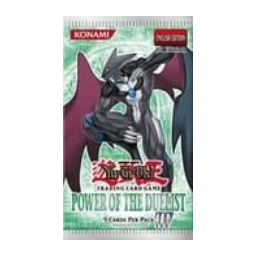 KONAMI
ENGLISH EDITION
Yu-Gi-Oh!
TRADING CARD GAME
POWER OF THE DUELIST
9 CARDS PER PACK